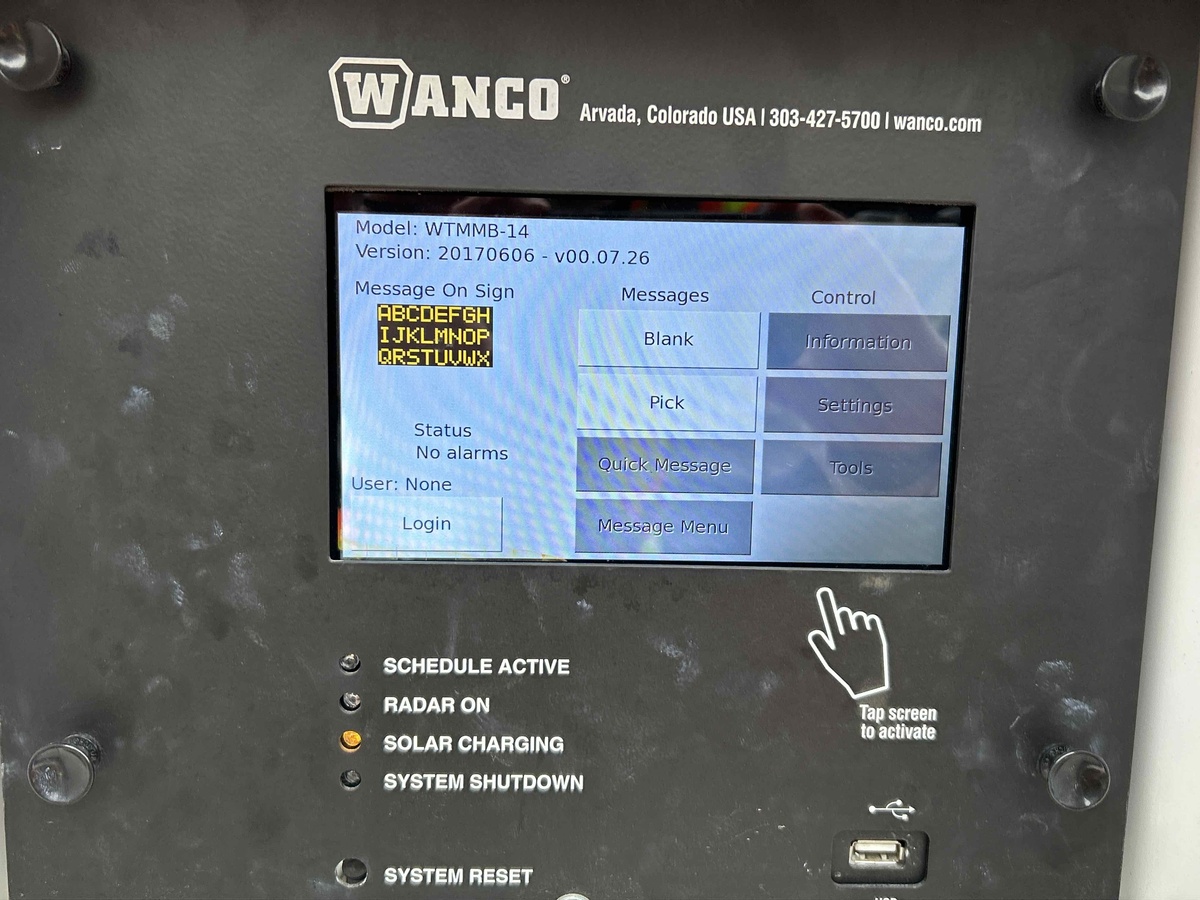 WANCO®
Arvada, Colorado USA | 303-427-5700 | wanco.com
Model: WTMMB-14
Version: 20170606 - v00.07.26
Message On Sign
ABCDEFGH
IJKLMNOP
QRSTUVWX
Status
No alarms
User: None
Login
Messages
Blank
Pick
Quick Message
Message Menu
Control
Information
Settings
Tools
Tap screen
to activate
SCHEDULE ACTIVE
RADAR ON
SOLAR CHARGING
SYSTEM SHUTDOWN
SYSTEM RESET